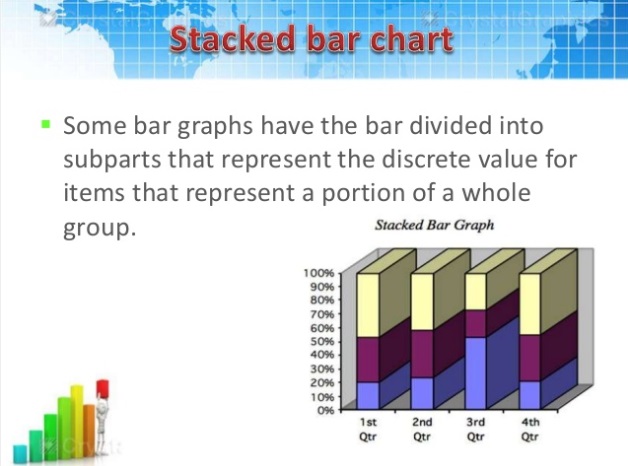 Stacked bar chart
Some bar graphs have the bar divided into
subparts that represent the discrete value for
items that represent a portion of a whole
group.
Stacked Bar Graph
100%
90%
80%
70%
60%
50%
40%
30%
20%
10%
0%
1st 2nd 3rd 4th
Qtr Qtr Qtr Qtr